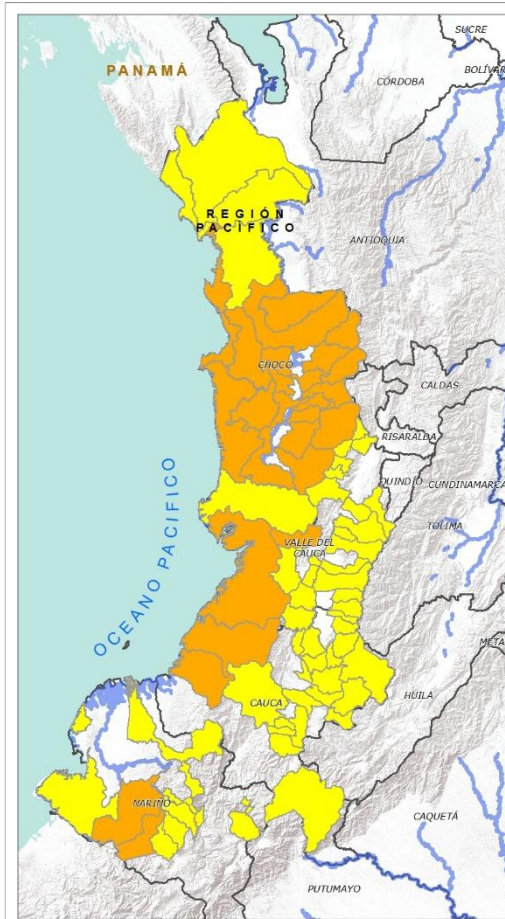 SUCRE
PANAMÁ
BOLÍVAR
CÓRDOBA
REGIÓN
PACÍFICO
ANTIOQUIA
CHOCÓ
CALDAS
RISARALDA
QUINDÍO
CUNDINAMARCA
TOLIMA
VALLE DEL
CAUCA
OCEANO PACIFICO
META
HUILA
CAUCA
NARIÑO
CAQUETÁ
PUTUMAYO